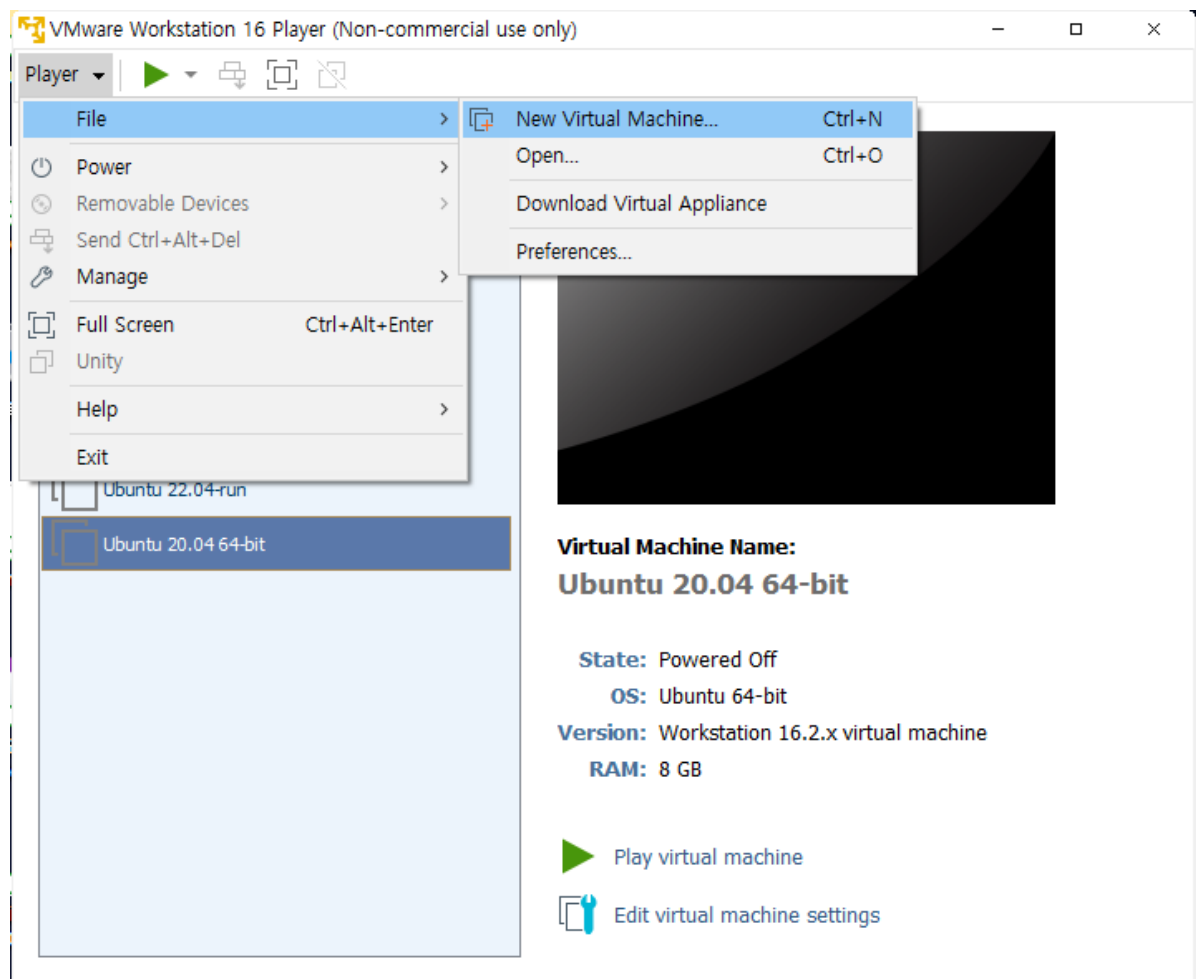 VMware Workstation 16 Player (Non-commercial use only)
Player
File
New Virtual Machine... Ctrl+N
Open... Ctrl+O
Download Virtual Appliance
Preferences...
Power
Removable Devices
Send Ctrl+Alt+Del
Manage
Full Screen Ctrl+Alt+Enter
Unity
Help
Exit
Ubuntu 22.04-run
Ubuntu 20.04 64-bit
Virtual Machine Name:
Ubuntu 20.04 64-bit
State: Powered Off
OS: Ubuntu 64-bit
Version: Workstation 16.2.x virtual machine
RAM: 8 GB
Play virtual machine
Edit virtual machine settings